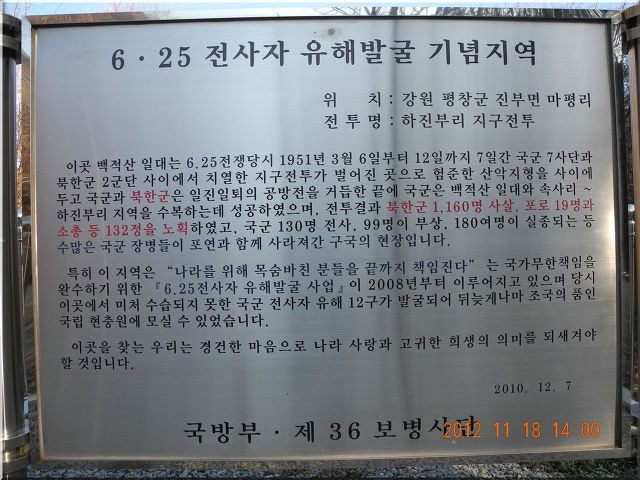 6 · 25 전사자 유해발굴 기념지역
위 치 : 강원 평창군 진부면 마평리
전 투 명 : 하진부리 지구전투
이곳 백적산 일대는 6.25전쟁당시 1951년 3월 6일부터 12일까지 7일간 국군 7사단과
북한군 2군단 사이에서 치열한 지구전투가 벌어진 곳으로 험준한 산악지형을 사이에
두고 국군과 북한군은 일진일퇴의 공방전을 거듭한 끝에 국군은 백적산 일대와 속사리 ~
하진부리 지역을 수복하는데 성공하였으며, 전투결과 북한군 1,160명 사살, 포로 19명과
소총 등 132정을 노획하였고, 국군 130명 전사, 99명이 부상, 180여명이 실종되는 등
수많은 국군 장병들이 포연과 함께 사라져간 구국의 현장입니다.
특히 이 지역은 “나라를 위해 목숨바친 분들을 끝까지 책임진다” 는 국가무한책임을
완수하기 위한 『6.25전사자 유해발굴 사업』이 2008년부터 이루어지고 있으며 당시
이곳에서 미처 수습되지 못한 국군 전사자 유해 12구가 발굴되어 뒤늦게나마 조국의 품인
국립 현충원에 모실 수 있었습니다.
이곳을 찾는 우리는 경건한 마음으로 나라 사랑과 고귀한 희생의 의미를 되새겨야
할 것입니다.
2010. 12. 7
국방부 · 제 36 보병사단
2012 11 18 14:00